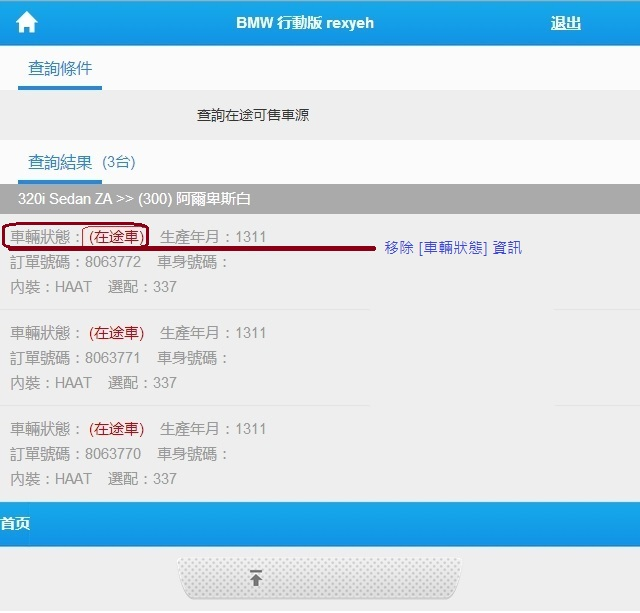 BMW 行動版 rexyeh 退出
查詢條件
查詢在途可售車源
查詢結果 (3台)
320i Sedan ZA >> (300) 阿爾卑斯白
車輛狀態： (在途車) 生產年月：1311
移除 [車輛狀態] 資訊
訂單號碼：8063772 車身號碼：
內裝：HAAT 選配：337
車輛狀態： (在途車) 生產年月：1311
訂單號碼：8063771 車身號碼：
內裝：HAAT 選配：337
車輛狀態： (在途車) 生產年月：1311
訂單號碼：8063770 車身號碼：
內裝：HAAT 選配：337
首页